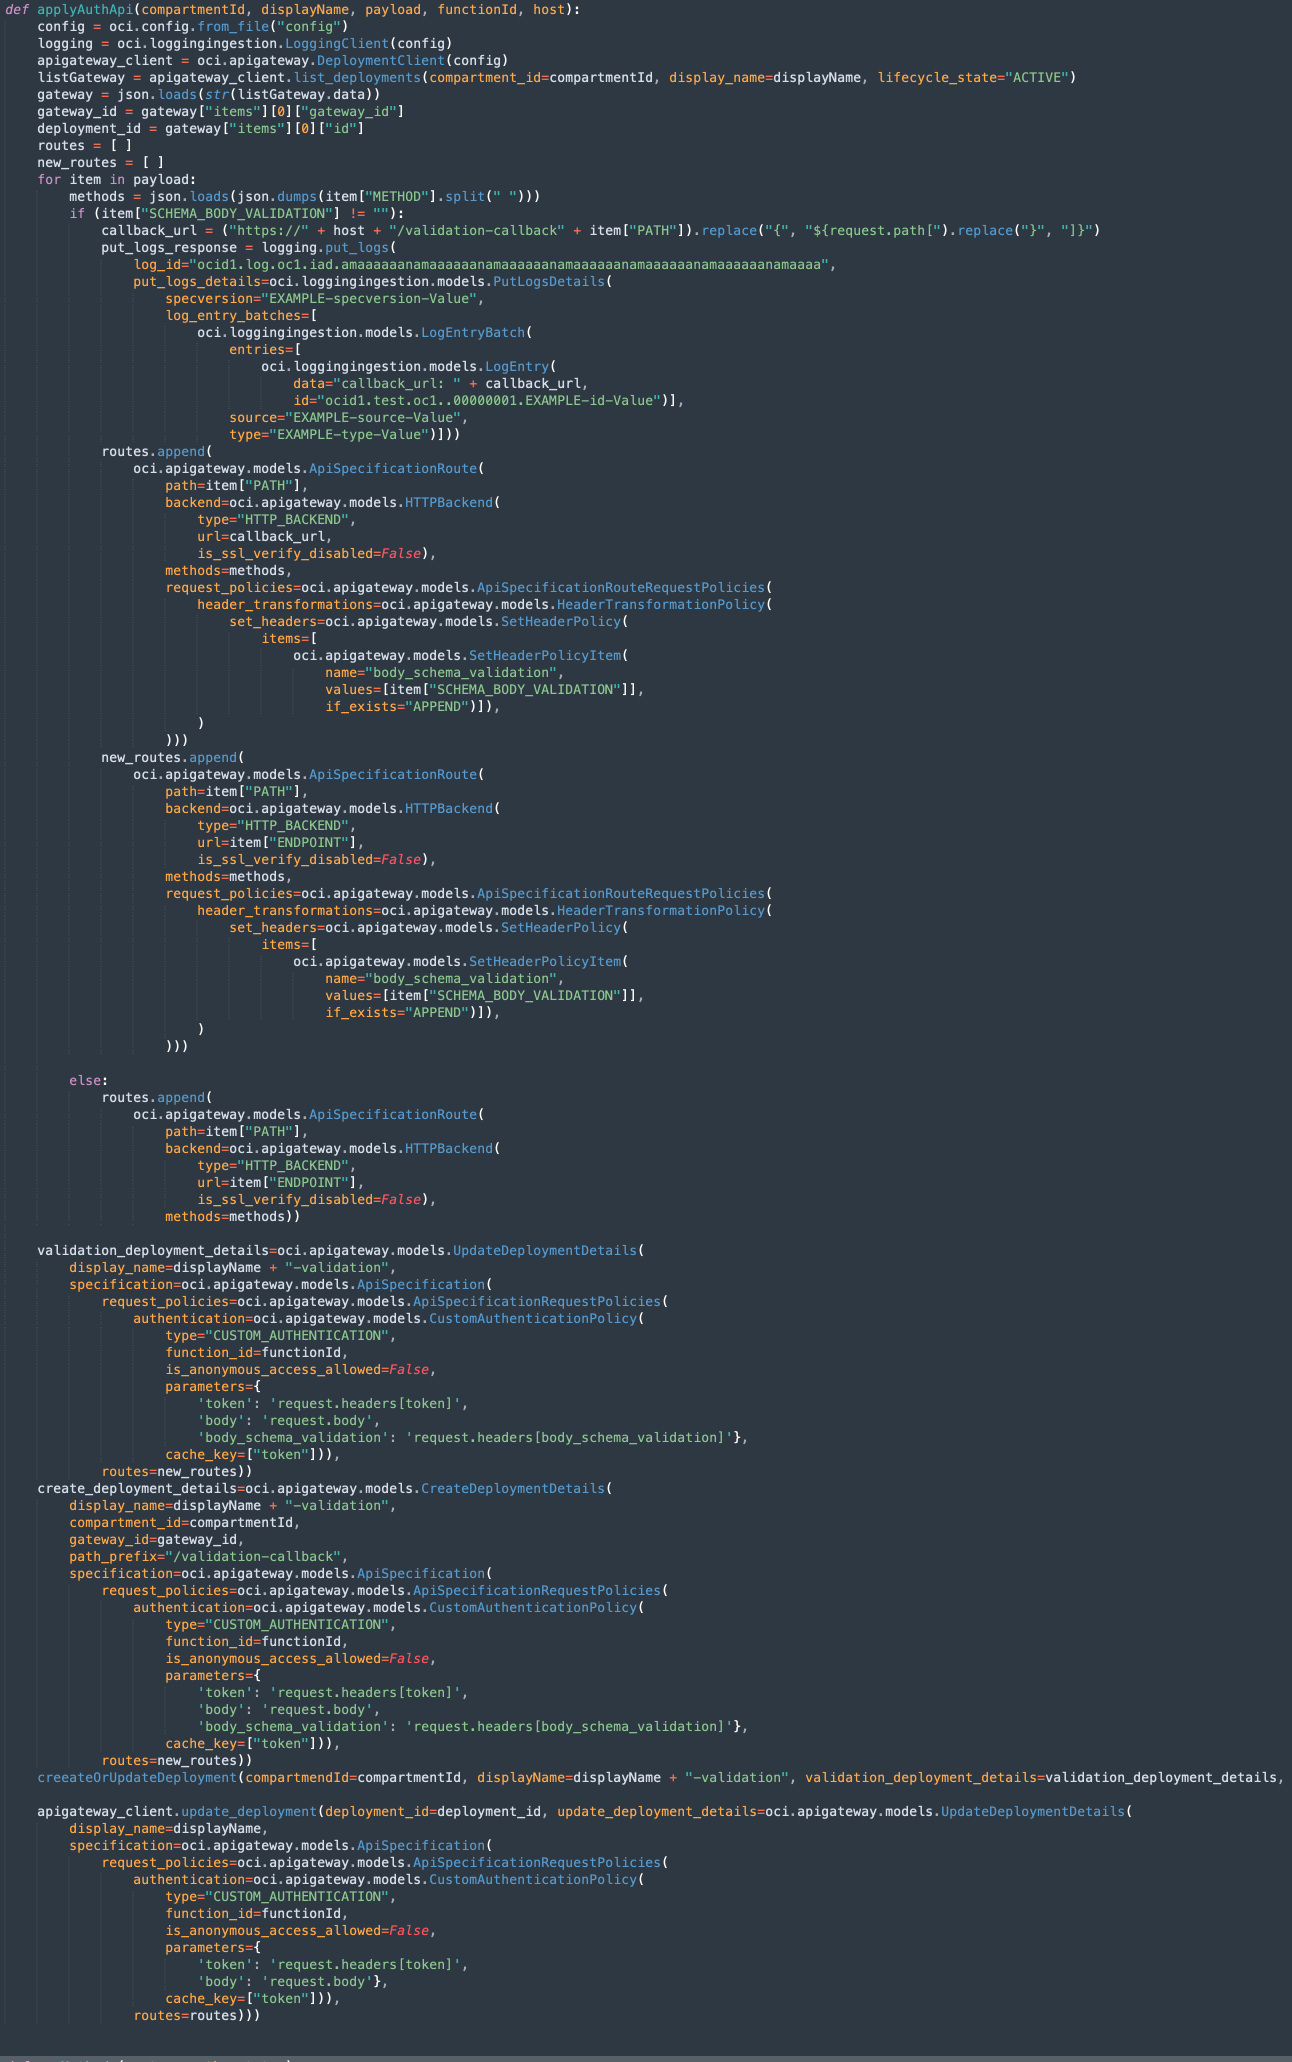 def applyAuthApi(compartmentId, displayName, payload, functionId, host):
    config = oci.config.from_file("config")
    logging = oci.loggingingestion.LoggingClient(config)
    apigateway_client = oci.apigateway.DeploymentClient(config)
    listGateway = apigateway_client.list_deployments(compartment_id=compartmentId, display_name=displayName, lifecycle_state="ACTIVE")
    gateway = json.loads(str(listGateway.data))
    gateway_id = gateway["items"][0]["gateway_id"]
    deployment_id = gateway["items"][0]["id"]
    routes = [ ]
    new_routes = [ ]
    for item in payload:
        methods = json.loads(json.dumps(item["METHOD"].split(" ")))
        if (item["SCHEMA_BODY_VALIDATION"] != ""):
            callback_url = ("https://" + host + "/validation-callback" + item["PATH"]).replace("{", "${request.path[").replace("}", "]}")
            put_logs_response = logging.put_logs(
                log_id="ocid1.log.oc1.iad.amaaaaaanamaaaaaanamaaaaaanamaaaaaanamaaaaaanamaaaaaanamaaaa",
                put_logs_details=oci.loggingingestion.models.PutLogsDetails(
                    specversion="EXAMPLE-specversion-Value",
                    log_entry_batches=[
                        oci.loggingingestion.models.LogEntryBatch(
                            entries=[
                                oci.loggingingestion.models.LogEntry(
                                    data="callback_url: " + callback_url,
                                    id="ocid1.test.oc1..00000001.EXAMPLE-id-Value")],
                            source="EXAMPLE-source-Value",
                            type="EXAMPLE-type-Value")]))
            routes.append(
                oci.apigateway.models.ApiSpecificationRoute(
                    path=item["PATH"],
                    backend=oci.apigateway.models.HTTPBackend(
                        type="HTTP_BACKEND",
                        url=callback_url,
                        is_ssl_verify_disabled=False),
                    methods=methods,
                    request_policies=oci.apigateway.models.ApiSpecificationRouteRequestPolicies(
                        header_transformations=oci.apigateway.models.HeaderTransformationPolicy(
                            set_headers=oci.apigateway.models.SetHeaderPolicy(
                                items=[
                                    oci.apigateway.models.SetHeaderPolicyItem(
                                        name="body_schema_validation",
                                        values=[item["SCHEMA_BODY_VALIDATION"]],
                                        if_exists="APPEND")]),
                        )
                    )))
            new_routes.append(
                oci.apigateway.models.ApiSpecificationRoute(
                    path=item["PATH"],
                    backend=oci.apigateway.models.HTTPBackend(
                        type="HTTP_BACKEND",
                        url=item["ENDPOINT"],
                        is_ssl_verify_disabled=False),
                    methods=methods,
                    request_policies=oci.apigateway.models.ApiSpecificationRouteRequestPolicies(
                        header_transformations=oci.apigateway.models.HeaderTransformationPolicy(
                            set_headers=oci.apigateway.models.SetHeaderPolicy(
                                items=[
                                    oci.apigateway.models.SetHeaderPolicyItem(
                                        name="body_schema_validation",
                                        values=[item["SCHEMA_BODY_VALIDATION"]],
                                        if_exists="APPEND")]),
                        )
                    )))
        else:
            routes.append(
                oci.apigateway.models.ApiSpecificationRoute(
                    path=item["PATH"],
                    backend=oci.apigateway.models.HTTPBackend(
                        type="HTTP_BACKEND",
                        url=item["ENDPOINT"],
                        is_ssl_verify_disabled=False),
                    methods=methods))
    validation_deployment_details=oci.apigateway.models.UpdateDeploymentDetails(
        display_name=displayName + "-validation",
        specification=oci.apigateway.models.ApiSpecification(
            request_policies=oci.apigateway.models.ApiSpecificationRequestPolicies(
                authentication=oci.apigateway.models.CustomAuthenticationPolicy(
                    type="CUSTOM_AUTHENTICATION",
                    function_id=functionId,
                    is_anonymous_access_allowed=False,
                    parameters={
                        'token': 'request.headers[token]',
                        'body': 'request.body',
                        'body_schema_validation': 'request.headers[body_schema_validation]'},
                    cache_key=["token"])),
            routes=new_routes))
    create_deployment_details=oci.apigateway.models.CreateDeploymentDetails(
        display_name=displayName + "-validation",
        compartment_id=compartmentId,
        gateway_id=gateway_id,
        path_prefix="/validation-callback",
        specification=oci.apigateway.models.ApiSpecification(
            request_policies=oci.apigateway.models.ApiSpecificationRequestPolicies(
                authentication=oci.apigateway.models.CustomAuthenticationPolicy(
                    type="CUSTOM_AUTHENTICATION",
                    function_id=functionId,
                    is_anonymous_access_allowed=False,
                    parameters={
                        'token': 'request.headers[token]',
                        'body': 'request.body',
                        'body_schema_validation': 'request.headers[body_schema_validation]'},
                    cache_key=["token"])),
            routes=new_routes))
    creeateOrUpdateDeployment(compartmendId=compartmentId, displayName=displayName + "-validation", validation_deployment_details=validation_deployment_details,
    apigateway_client.update_deployment(deployment_id=deployment_id, update_deployment_details=oci.apigateway.models.UpdateDeploymentDetails(
        display_name=displayName,
        specification=oci.apigateway.models.ApiSpecification(
            request_policies=oci.apigateway.models.ApiSpecificationRequestPolicies(
                authentication=oci.apigateway.models.CustomAuthenticationPolicy(
                    type="CUSTOM_AUTHENTICATION",
                    function_id=functionId,
                    is_anonymous_access_allowed=False,
                    parameters={
                        'token': 'request.headers[token]',
                        'body': 'request.body'},
                    cache_key=["token"])),
                routes=routes)))